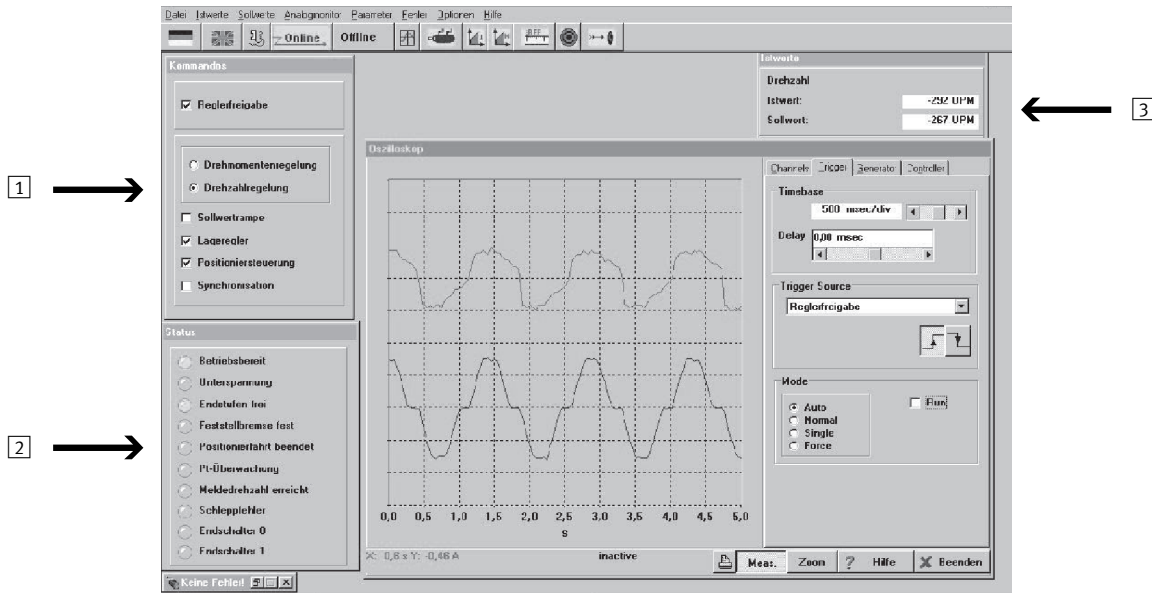 Datei Istwerte Sollwerte Analogmonitor Parameter Fehler Optionen Hilfe
Online Offline
Kommandos
Reglerfreigabe
Drehmomentenregelung
Drehzahlregelung
Sollwertrampe
Lageregler
Positioniersteuerung
Synchronisation
1
Status
Betriebsbereit
Unterspannung
Endstufen frei
Feststellbremse fest
Positionierfahrt beendet
I²t-Überwachung
Meldedrehzahl erreicht
Schleppfehler
Endschalter 0
Endschalter 1
2
Keine Fehler!
Istwerte
Drehzahl
Istwert: -292 UPM
Sollwert: -267 UPM
3
Oszilloskop
0,0 0,5 1,0 1,5 2,0 2,5 3,0 3,5 4,0 4,5 5,0
s
Channels Trigger Generator Controller
Timebase
500 msec/div
Delay 0,00 msec
Trigger Source
Reglerfreigabe
Mode
Auto
Normal
Single
Force
Run
X: 0,6 s Y: -0,46 A inactive
Meas. Zoom ? Hilfe Beenden